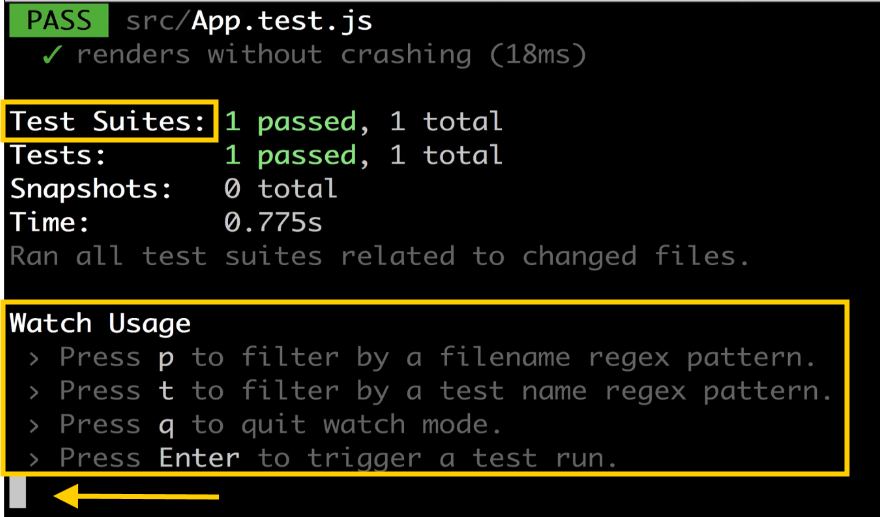 PASS src/App.test.js
✓ renders without crashing (18ms)
Test Suites: 1 passed, 1 total
Tests: 1 passed, 1 total
Snapshots: 0 total
Time: 0.775s
Ran all test suites related to changed files.
Watch Usage
› Press p to filter by a filename regex pattern.
› Press t to filter by a test name regex pattern.
› Press q to quit watch mode.
› Press Enter to trigger a test run.